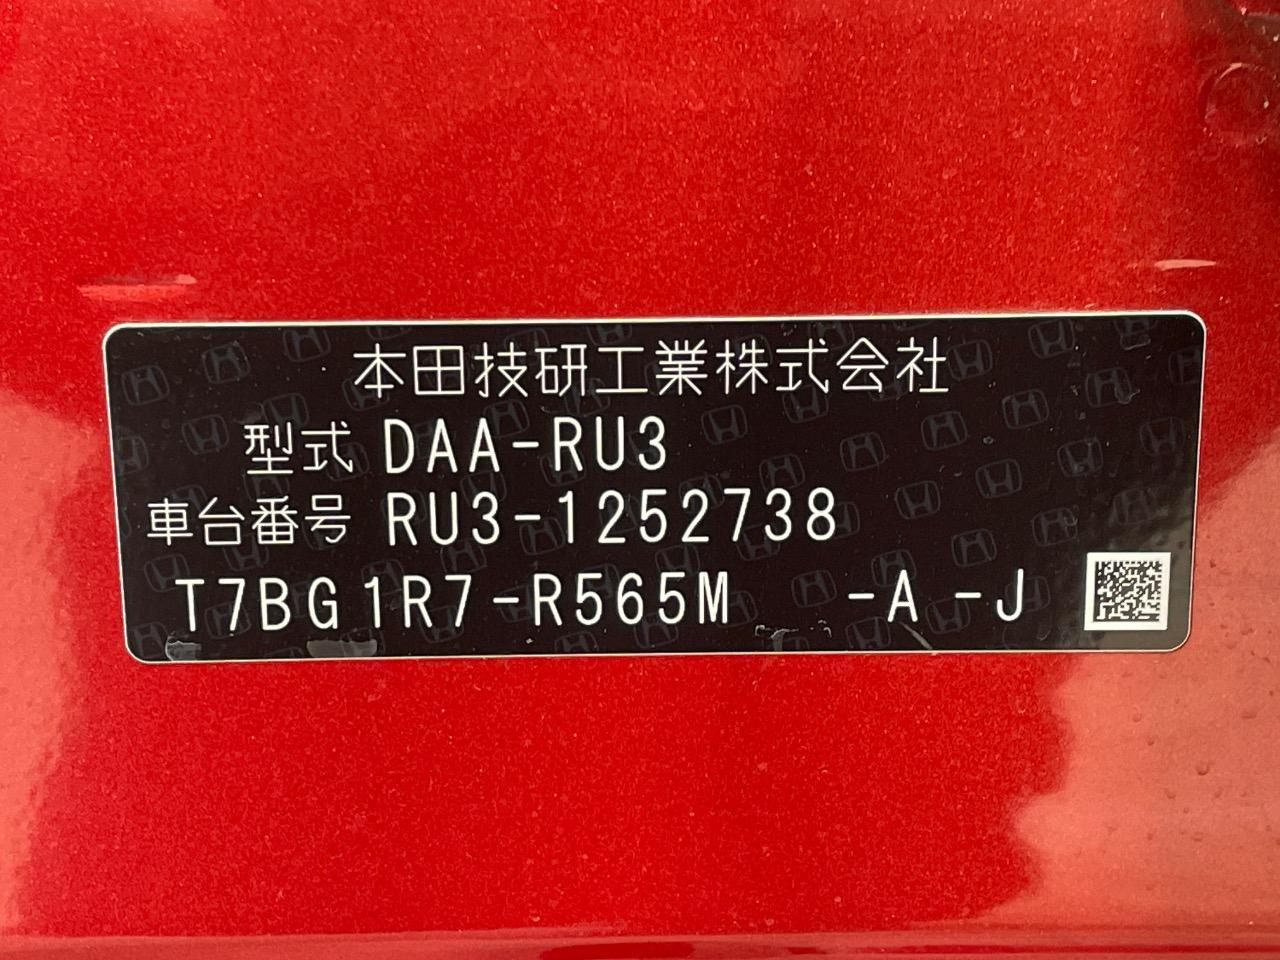 本田技研工業株式会社
型式 DAA-RU3
車台番号 RU3-1252738
T7BG1R7-R565M -A -J